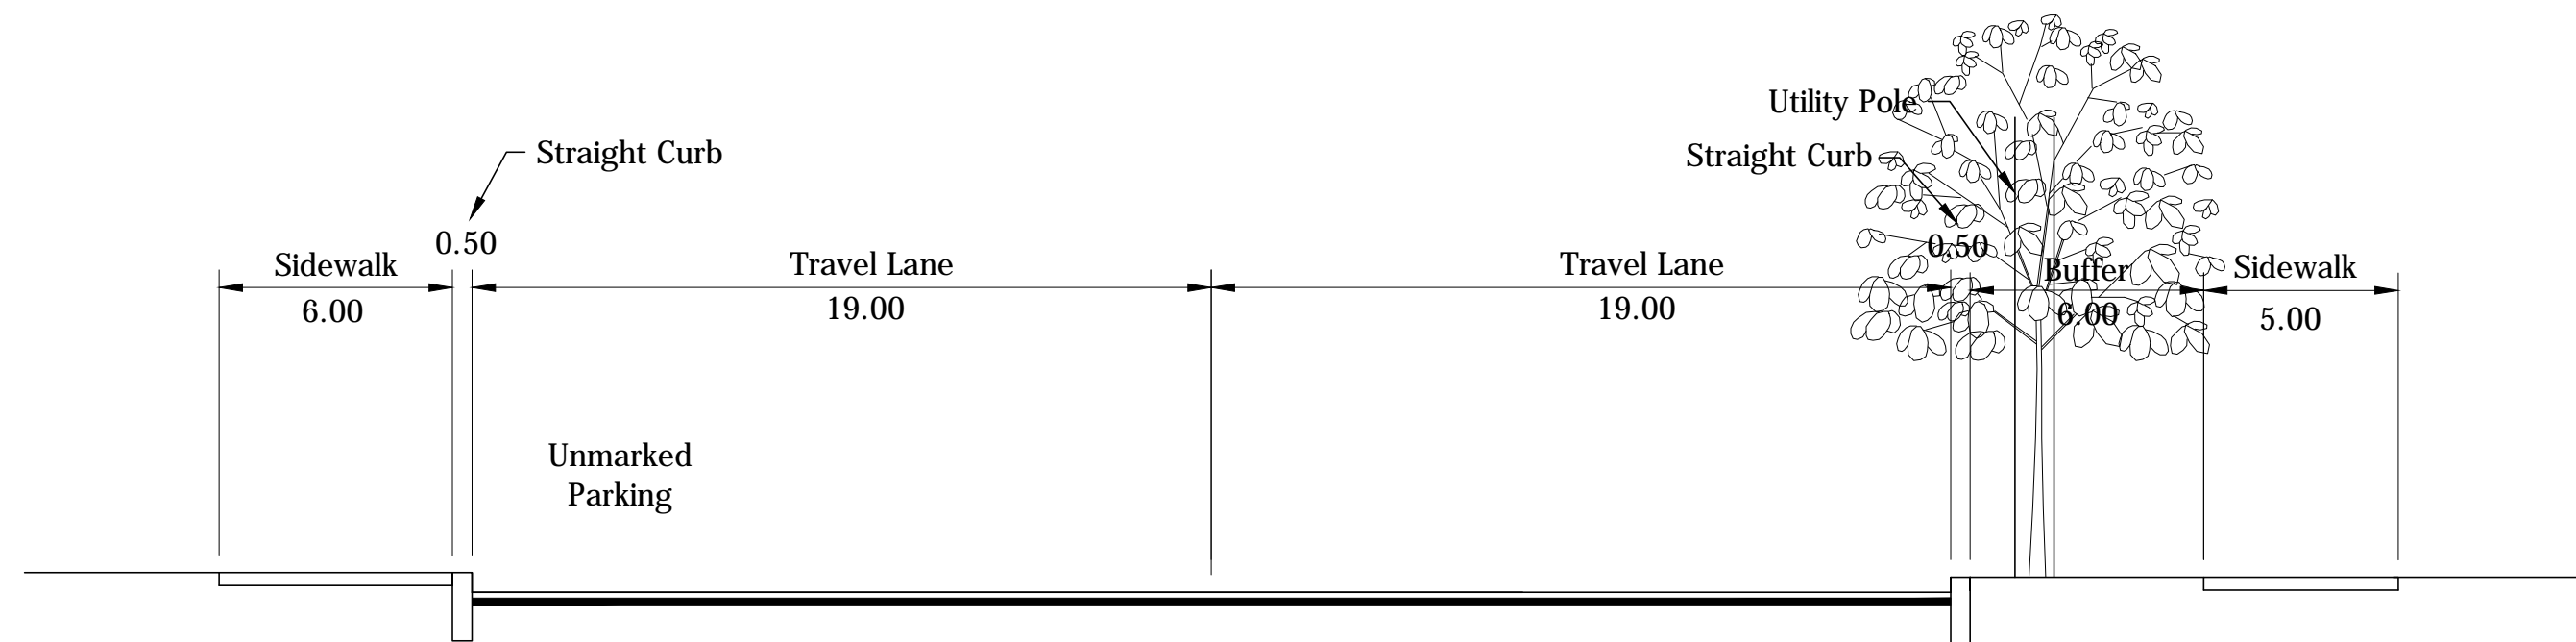 Utility Pole
Straight Curb
Straight Curb
0.50
0.50
Sidewalk
Travel Lane
Travel Lane
Buffer
Sidewalk
6.00
19.00
19.00
6.00
5.00
Unmarked
Parking